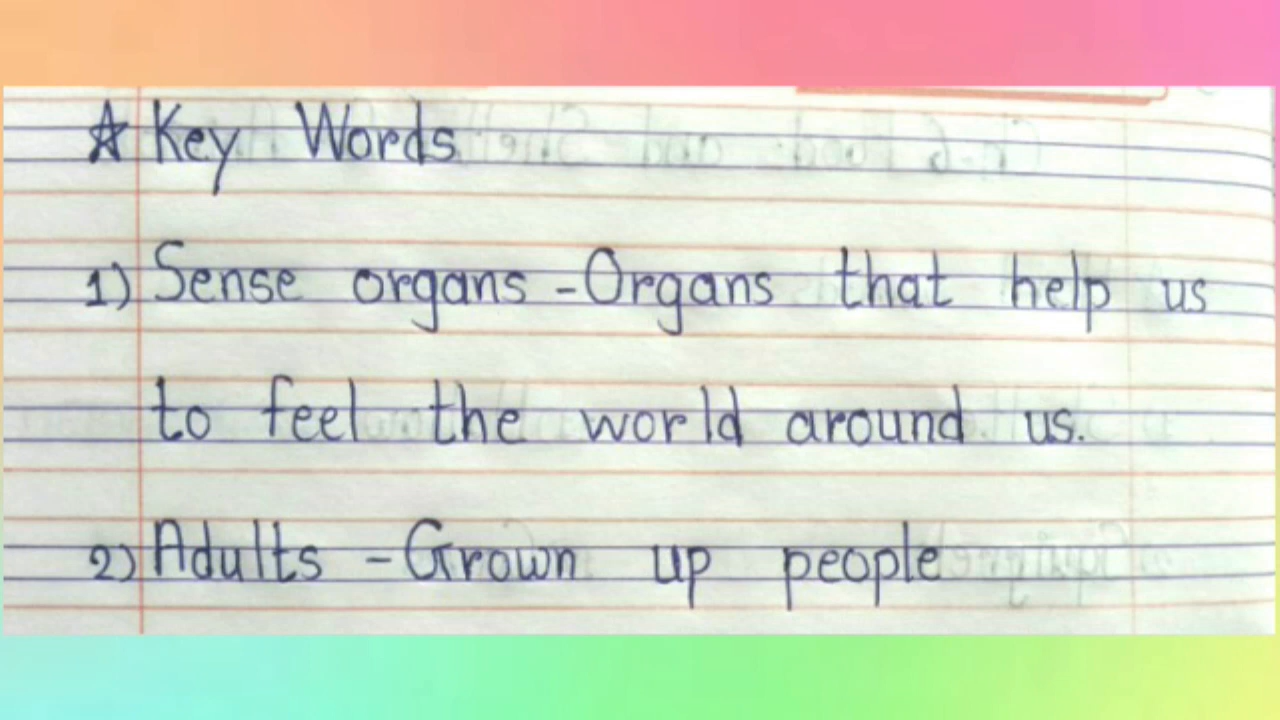 ☆ Key Words
1) Sense organs - Organs that help us
to feel the world around us.
2) Adults - Grown up people